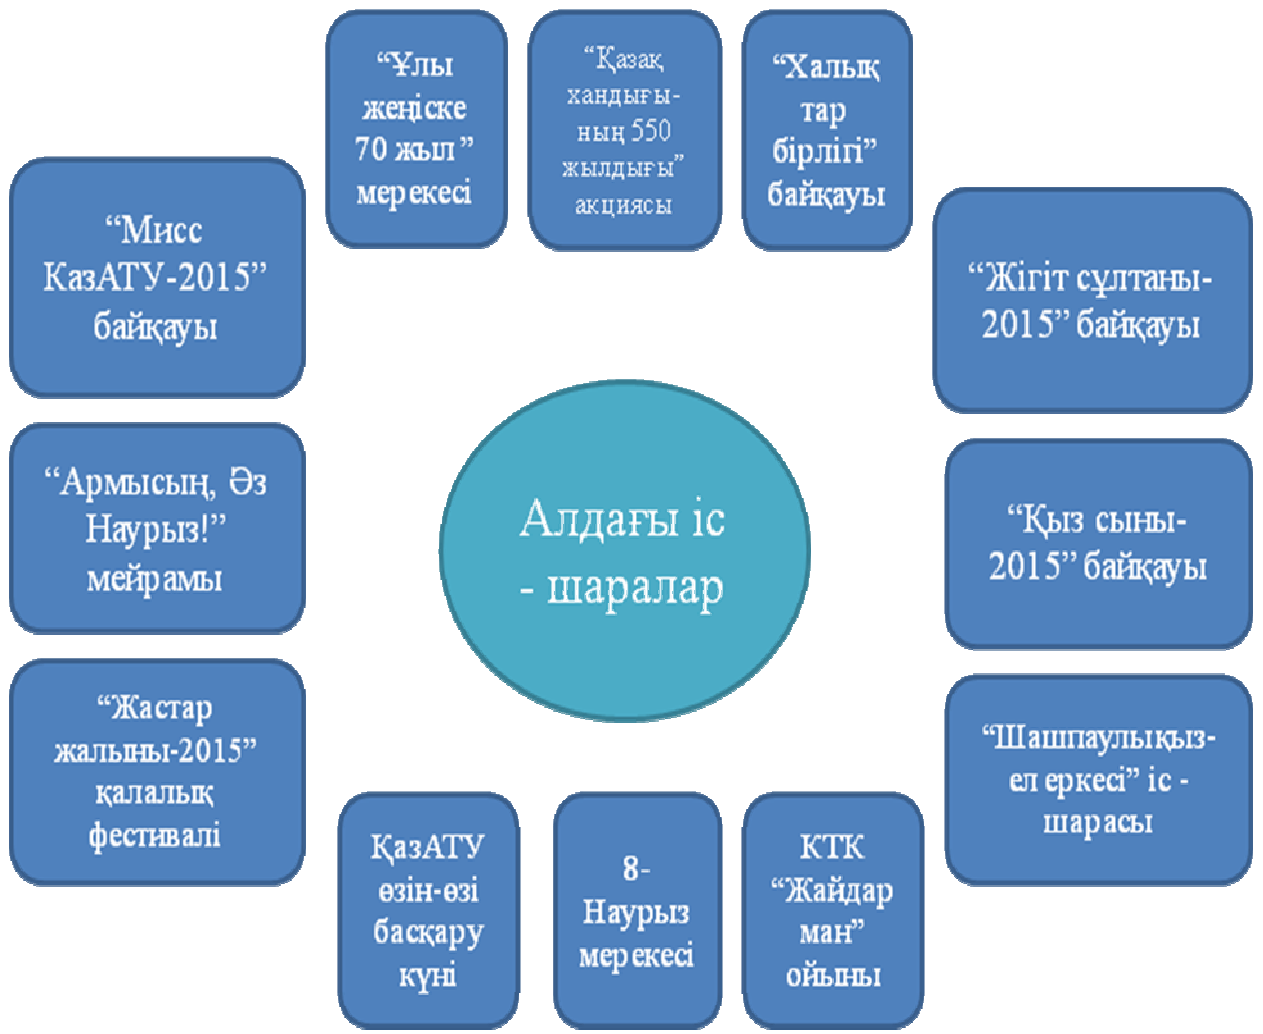 “Ұлы
жеңіске
70 жыл”
мерекесі
“Қазақ
хандығы-
ның 550
жылдығы”
акциясы
“Халық
тар
бірлігі”
байқауы
“Мисс
КазАТУ-2015”
байқауы
“Жігіт сұлтаны-
2015” байқауы
“Армысың, Әз
Наурыз!”
мейрамы
Алдағы іс
- шаралар
“Қыз сыны-
2015” байқауы
“Жастар
жалыны-2015”
қалалық
фестивалі
“Шашпаулықыз-
ел еркесі” іс -
шарасы
ҚазАТУ
өзін-өзі
басқару
күні
8-
Наурыз
мерекесі
КТК
“Жайдар
ман”
ойыны